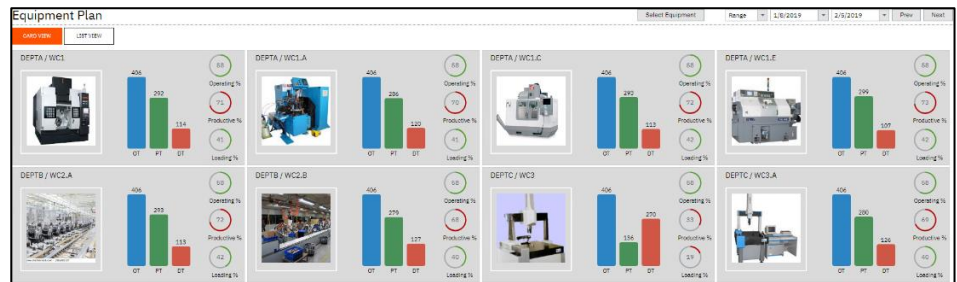 Equipment Plan
Select Equipment Range 1/8/2019 2/6/2019 Prev Next
CARD VIEW LIST VIEW
DEPTA / WC1
406 292 114
OT PT DT
68
Operating %
71
Productive %
41
Loading %
DEPTA / WC1.A
406 286 120
OT PT DT
68
Operating %
70
Productive %
41
Loading %
DEPTA / WC1.C
406 293 113
OT PT DT
68
Operating %
72
Productive %
42
Loading %
DEPTA / WC1.E
406 299 107
OT PT DT
68
Operating %
73
Productive %
42
Loading %
DEPTB / WC2.A
406 293 113
OT PT DT
68
Operating %
72
Productive %
42
Loading %
DEPTB / WC2.B
406 279 127
OT PT DT
68
Operating %
68
Productive %
40
Loading %
DEPTC / WC3
406 136 270
OT PT DT
68
Operating %
33
Productive %
19
Loading %
DEPTC / WC3.A
406 280 126
OT PT DT
68
Operating %
69
Productive %
40
Loading %